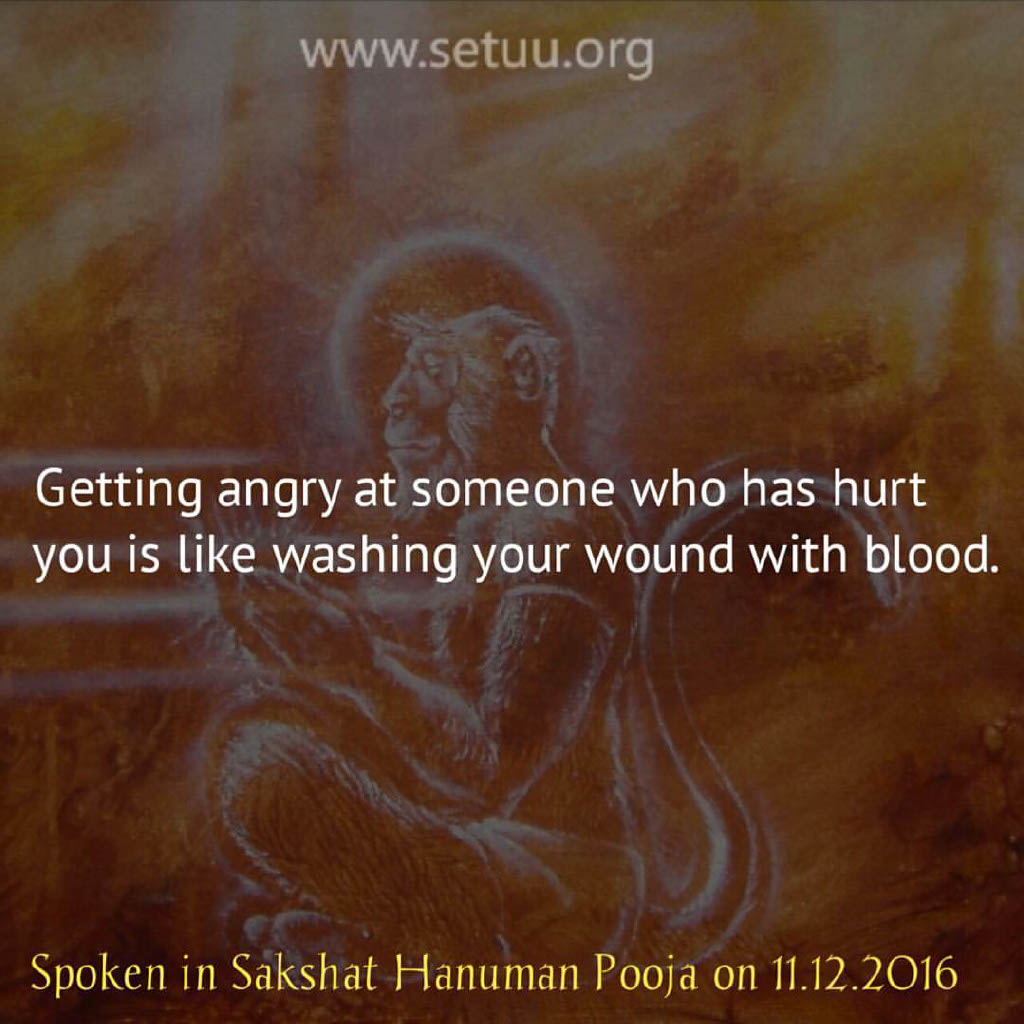 www.setuu.org
Getting angry at someone who has hurt
you is like washing your wound with blood.
Spoken in Sakshat Hanuman Pooja on 11.12.2016